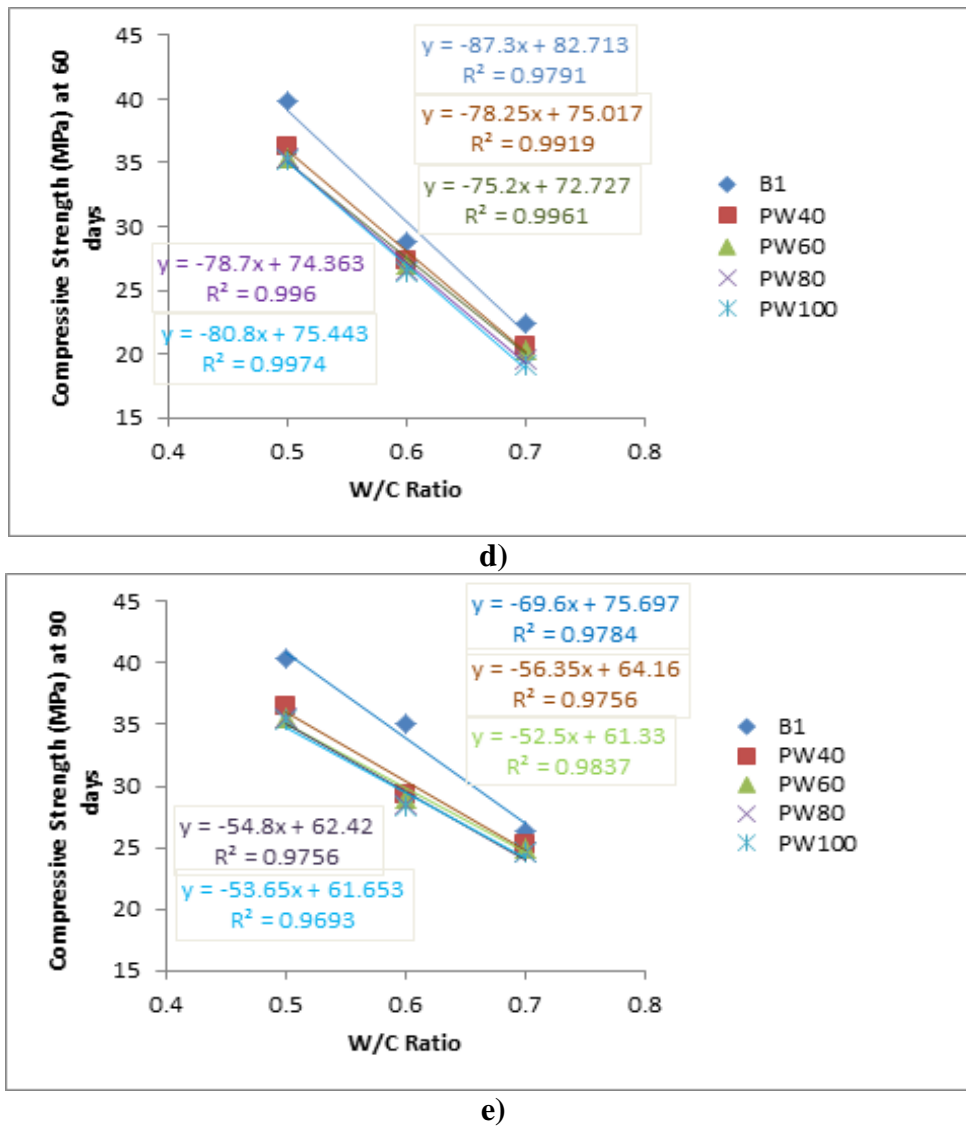 45
40
35
30
25
20
15
Compressive Strength (MPa) at 60
days
0.4 0.5 0.6 0.7 0.8
W/C Ratio
y = -87.3x + 82.713
R² = 0.9791
y = -78.25x + 75.017
R² = 0.9919
y = -75.2x + 72.727
R² = 0.9961
y = -78.7x + 74.363
R² = 0.996
y = -80.8x + 75.443
R² = 0.9974
B1
PW40
PW60
PW80
PW100
d)
45
40
35
30
25
20
15
Compressive Strength (MPa) at 90
days
0.4 0.5 0.6 0.7 0.8
W/C Ratio
y = -69.6x + 75.697
R² = 0.9784
y = -56.35x + 64.16
R² = 0.9756
y = -52.5x + 61.33
R² = 0.9837
y = -54.8x + 62.42
R² = 0.9756
y = -53.65x + 61.653
R² = 0.9693
B1
PW40
PW60
PW80
PW100
e)